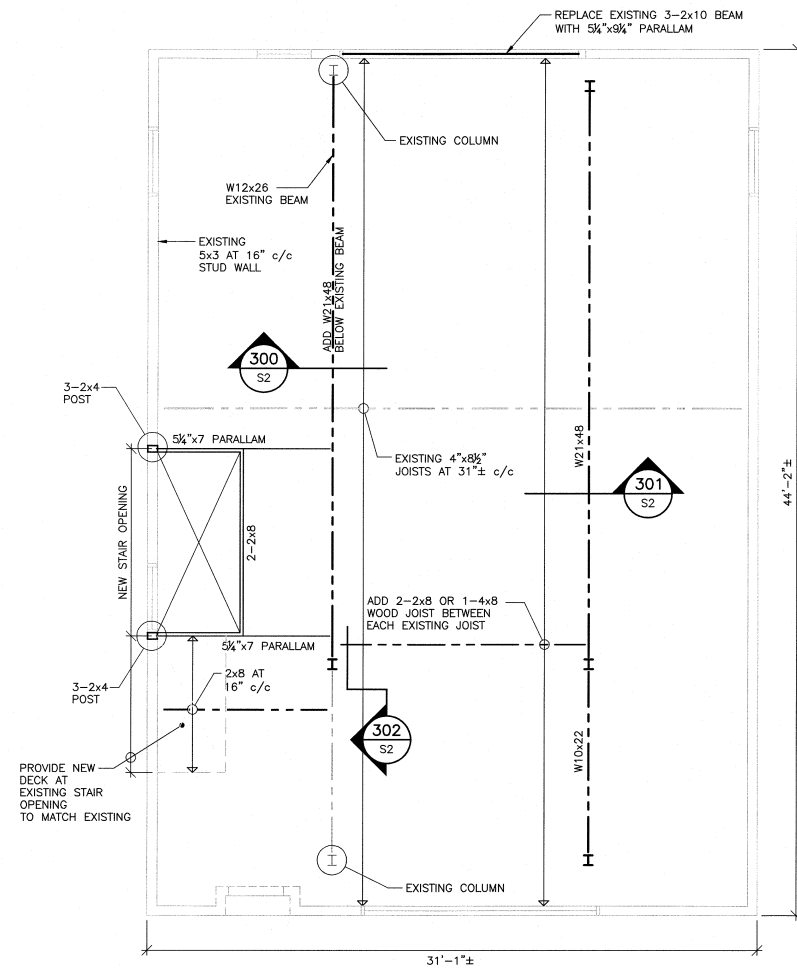 REPLACE EXISTING 3-2x10 BEAM
WITH 5¼"x9¼" PARALLAM
EXISTING COLUMN
W12x26
EXISTING BEAM
EXISTING
5x3 AT 16" c/c
STUD WALL
ADD W21x48
BELOW EXISTING BEAM
300
S2
3-2x4
POST
5¼"x7 PARALLAM
EXISTING 4"x8½"
JOISTS AT 31"± c/c
W21x48
301
S2
44'-2"±
NEW STAIR OPENING
2-2x8
ADD 2-2x8 OR 1-4x8
WOOD JOIST BETWEEN
EACH EXISTING JOIST
5¼"x7 PARALLAM
3-2x4
POST
2x8 AT
16" c/c
302
S2
W10x22
PROVIDE NEW
DECK AT
EXISTING STAIR
OPENING
TO MATCH EXISTING
EXISTING COLUMN
31'-1"±